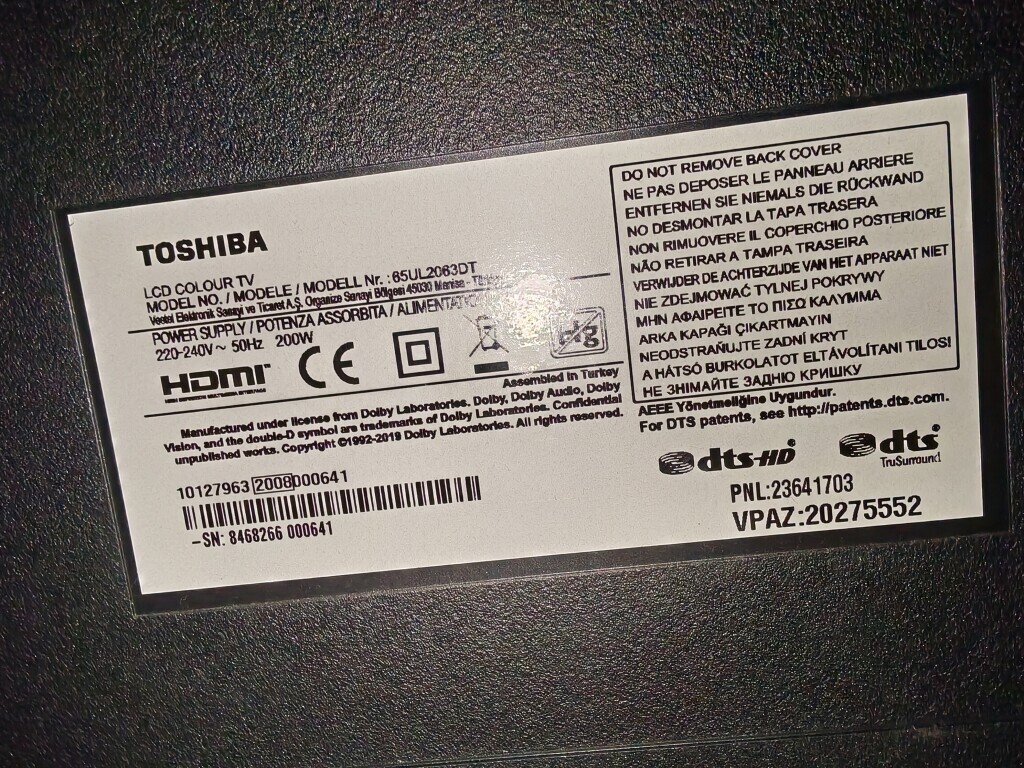 TOSHIBA
LCD COLOUR TV
MODEL NO. / MODELE / MODELL Nr. :65UL2063DT
Vestel Elektronik Sanayi ve Ticaret A.Ş. Organize Sanayi Bölgesi 45030 Manisa -
POWER SUPPLY / POTENZA ASSORBITA /
220-240V~ 50Hz 200W
HDMI
HIGH DEFINITION MULTIMEDIA INTERFACE
CE
Assembled in Turkey
Manufactured under license from Dolby Laboratories. Dolby, Dolby Audio, Dolby
Vision, and the double-D symbol are trademarks of Dolby Laboratories. Confidential
unpublished works. Copyright ©1992-2019 Dolby Laboratories. All rights reserved.
10127963 2008000641
-SN: 8468266 000641
DO NOT REMOVE BACK COVER
NE PAS DEPOSER LE PANNEAU ARRIERE
ENTFERNEN SIE NIEMALS DIE RÜCKWAND
NO DESMONTAR LA TAPA TRASERA
NON RIMUOVERE IL COPERCHIO POSTERIORE
NÃO RETIRAR A TAMPA TRASEIRA
VERWIJDER DE ACHTERZIJDE VAN HET APPARAAT NIET
NIE ZDEJMOWAĆ TYLNEJ POKRYWY
ΜΗΝ ΑΦΑΙΡΕΙΤΕ ΤΟ ΠΙΣΩ ΚΑΛΥΜΜΑ
ARKA KAPAĞI ÇIKARTMAYIN
NEODSTRAŇUJTE ZADNÍ KRYT
A HÁTSÓ BURKOLATOT ELTÁVOLÍTANI TILOS!
НЕ ЗНІМАЙТЕ ЗАДНЮ КРИШКУ
AEEE Yönetmeliğine Uygundur.
For DTS patents, see http://patents.dts.com.
dts-HD
dts
TruSurround
PNL:23641703
VPAZ:20275552